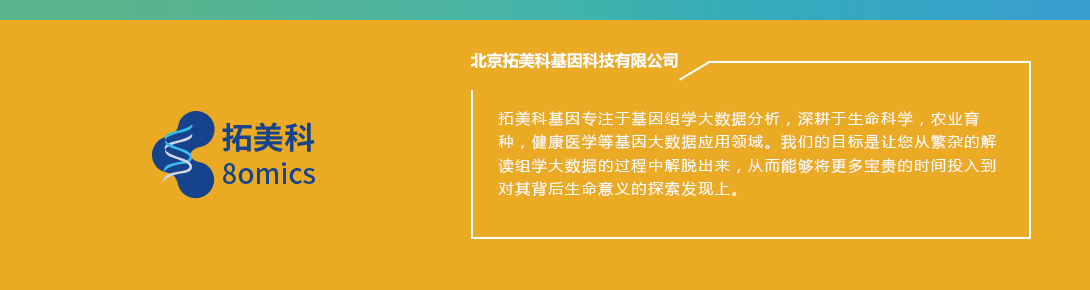 北京拓美科基因科技有限公司
拓美科
8omics
拓美科基因专注于基因组学大数据分析，深耕于生命科学，农业育
种，健康医学等基因大数据应用领域。我们的目标是让您从繁杂的解
读组学大数据的过程中解脱出来，从而能够将更多宝贵的时间投入到
对其背后生命意义的探索发现上。